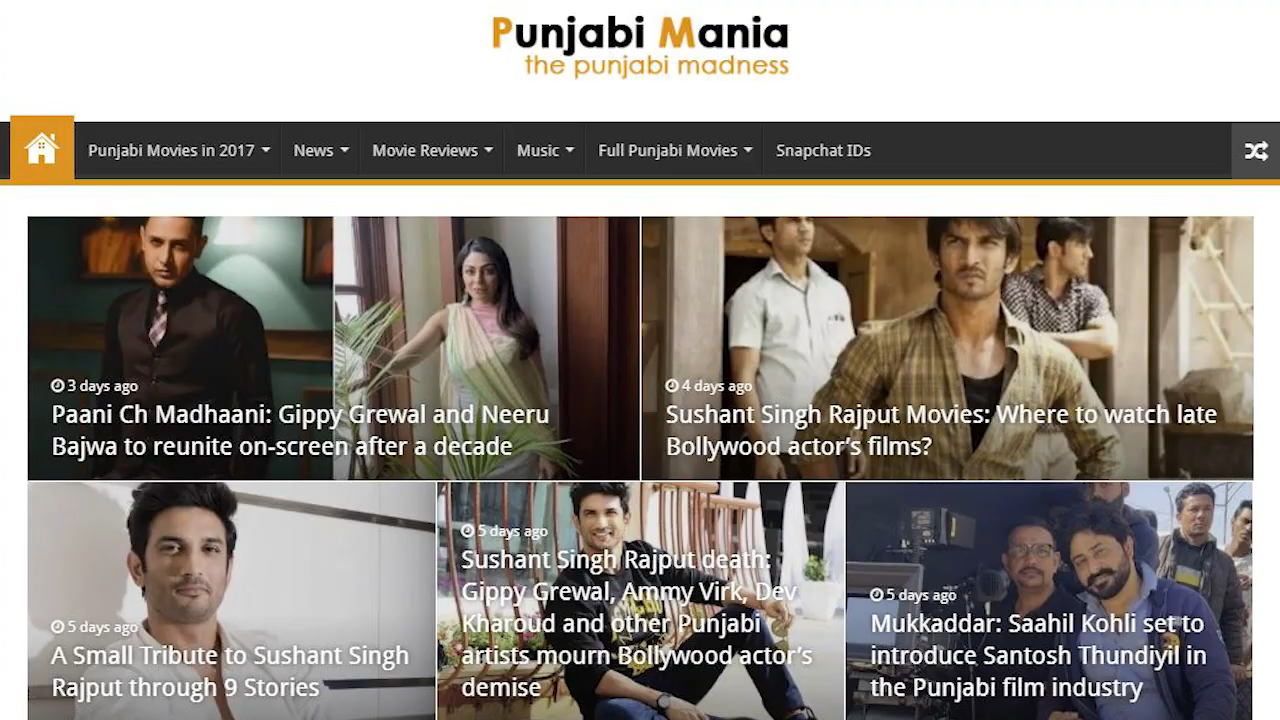 Punjabi Mania
the punjabi madness
Punjabi Movies in 2017
News
Movie Reviews
Music
Full Punjabi Movies
Snapchat IDs
3 days ago
Paani Ch Madhaani: Gippy Grewal and Neeru
Bajwa to reunite on-screen after a decade
4 days ago
Sushant Singh Rajput Movies: Where to watch late
Bollywood actor’s films?
5 days ago
A Small Tribute to Sushant Singh
Rajput through 9 Stories
5 days ago
Sushant Singh Rajput death:
Gippy Grewal, Ammy Virk, Dev
Kharoud and other Punjabi
artists mourn Bollywood actor’s
demise
5 days ago
Mukkaddar: Saahil Kohli set to
introduce Santosh Thundiyil in
the Punjabi film industry